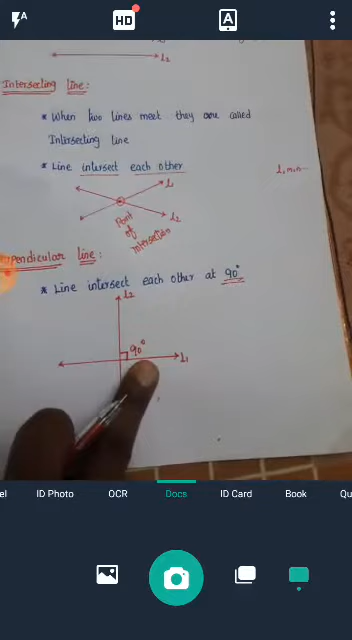 A
HD
A
l2
Intersecting line:
* When two lines meet they are called
Intersecting line
* Line intersect each other
l, m, n
l1
l2
Point
of
intersection
pendicular line:
* Line intersect each other at 90°
l2
90°
l1
el
ID Photo
OCR
Docs
ID Card
Book
Qu